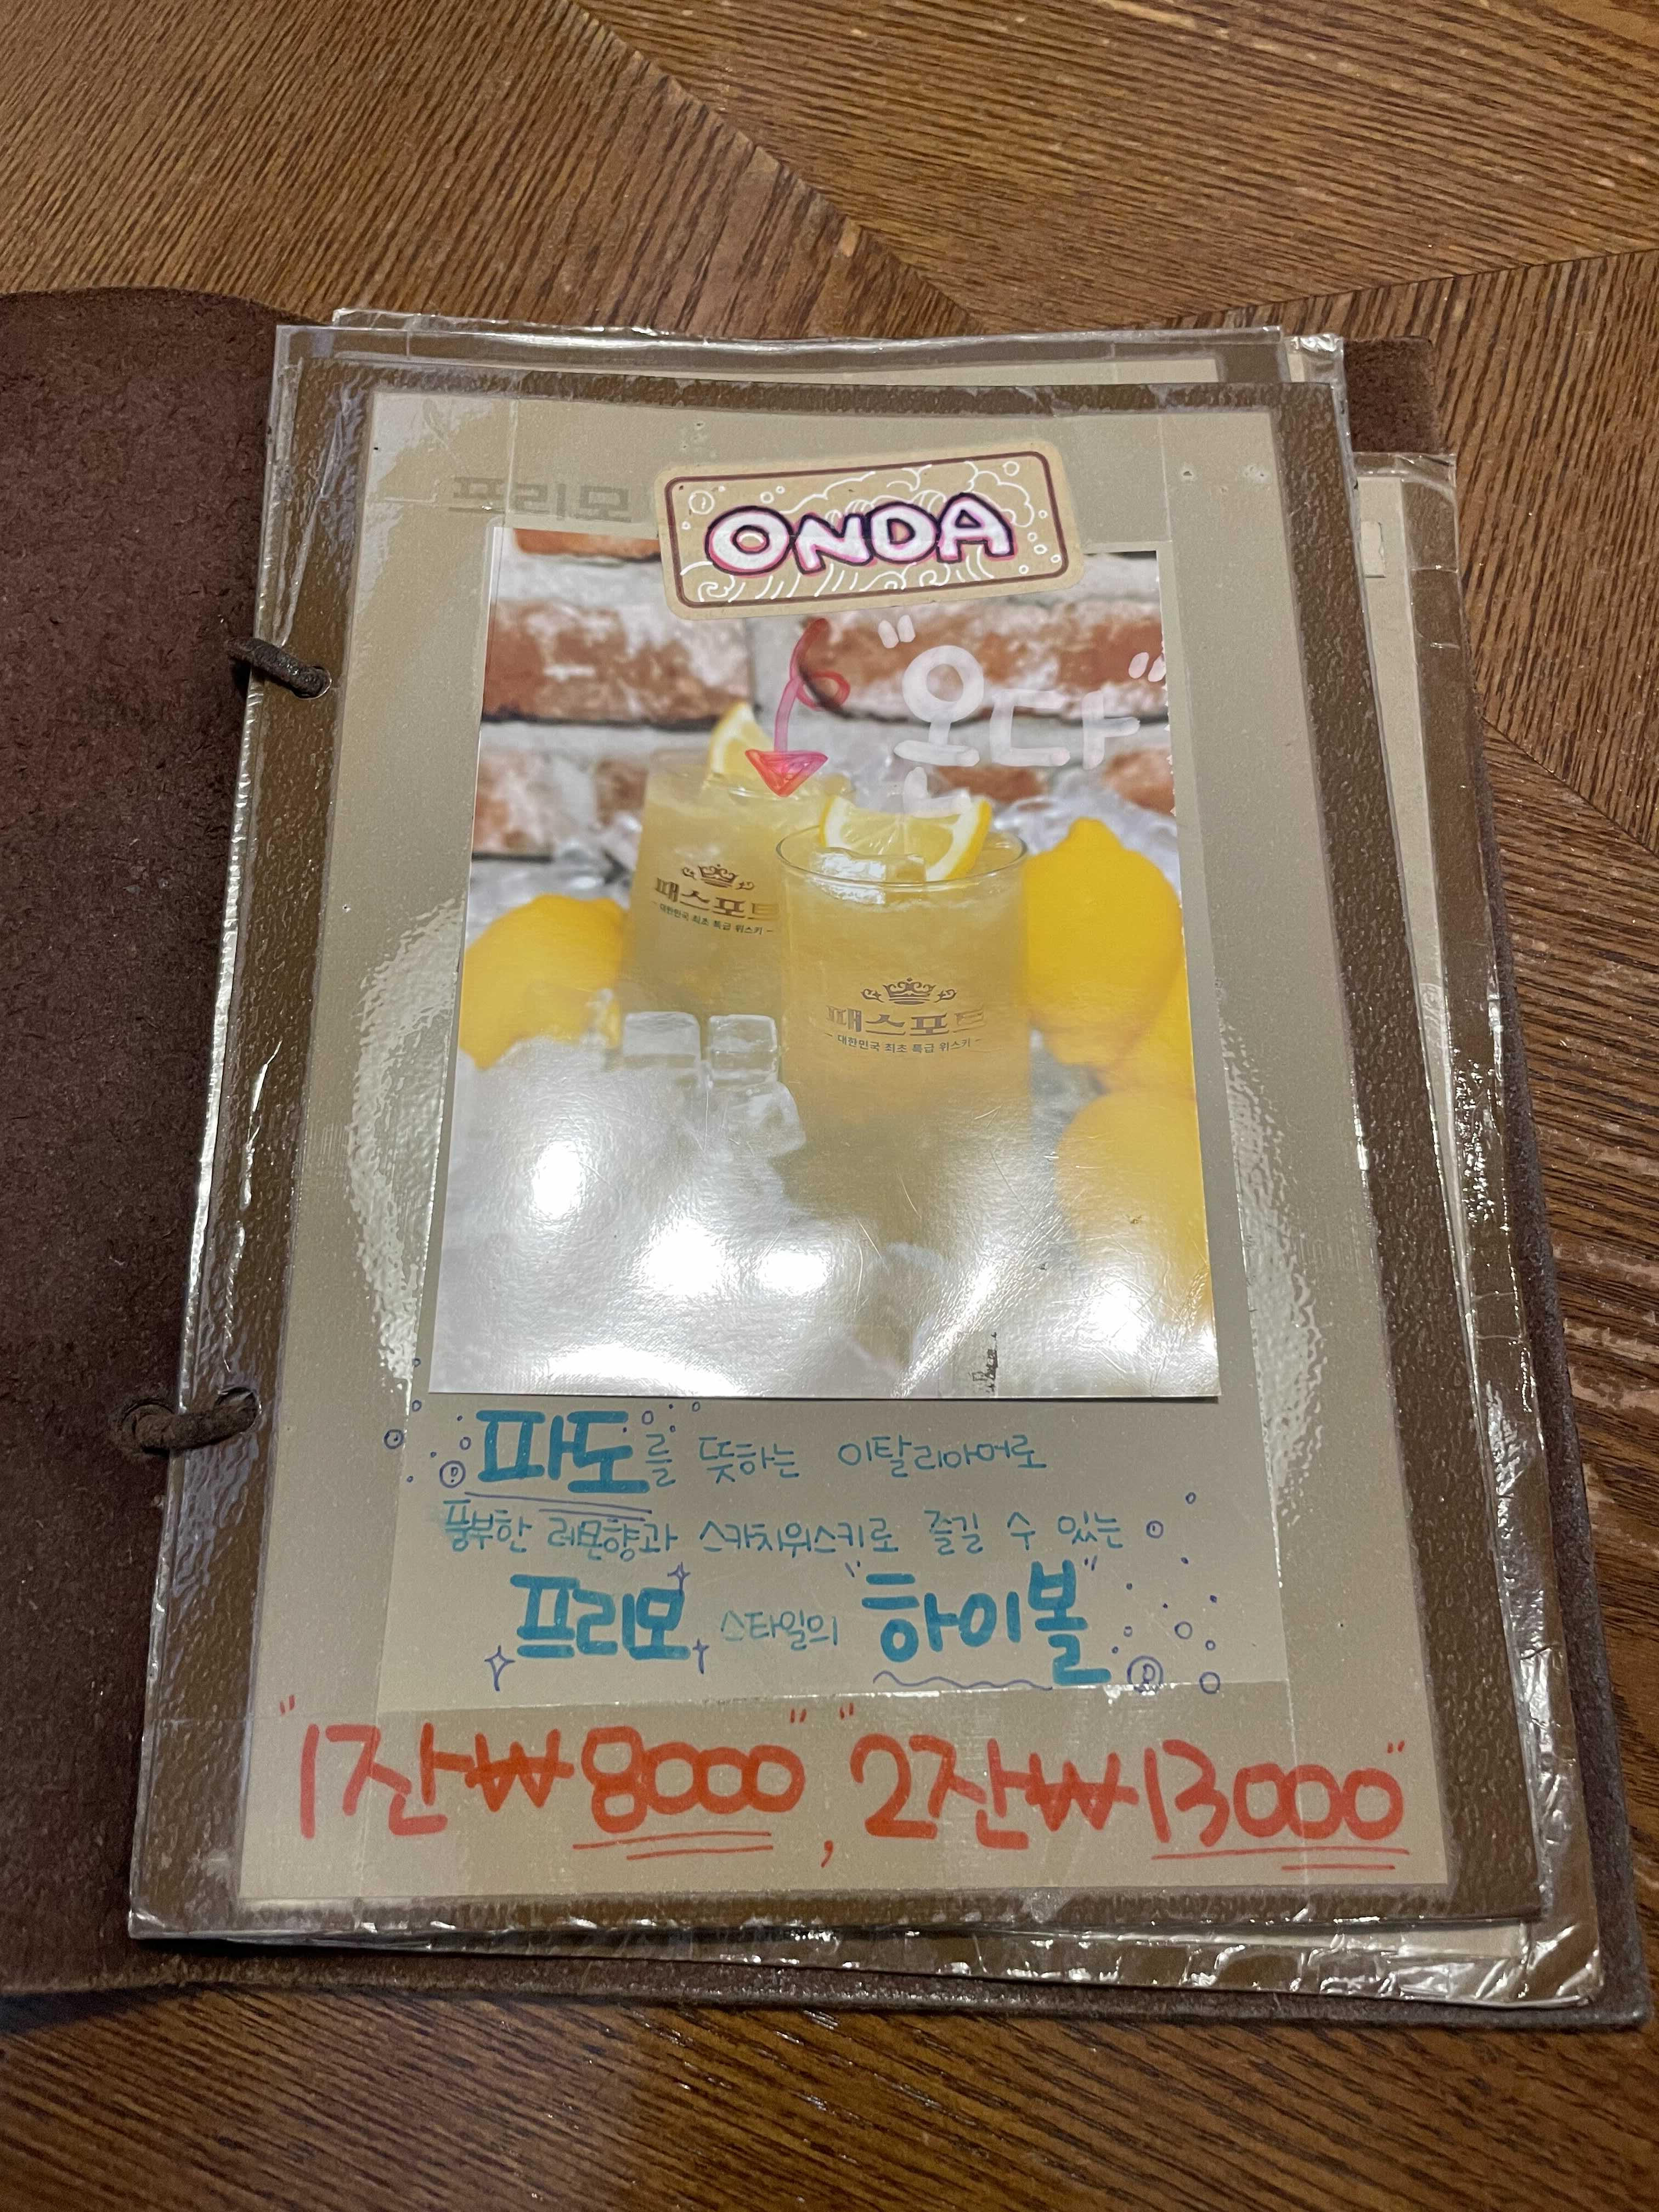 프리모
ONDA
"온다"
패스포트
- 대한민국 최초 특급 위스키 -
패스포트
- 대한민국 최초 특급 위스키 -
파도를 뜻하는 이탈리아어로
풍부한 레몬향과 스카치위스키로 즐길 수 있는
프리모 스타일의 "하이볼"
"1잔₩8000", "2잔₩13000"